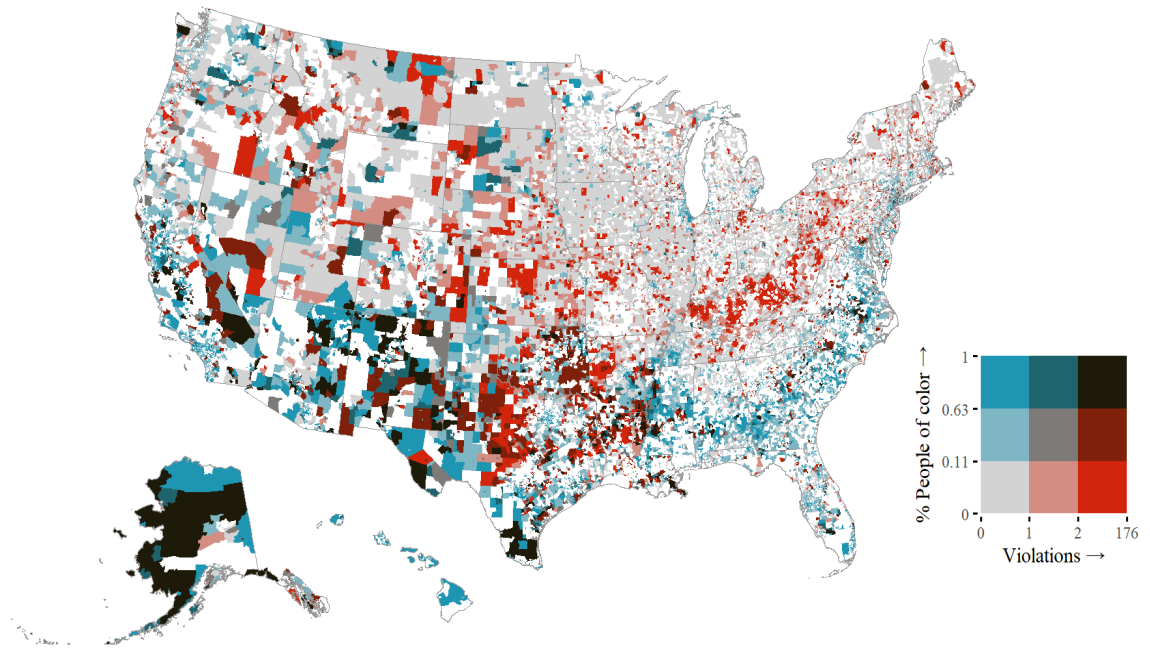 % People of color →
1
0.63
0.11
0
0 1 2 176
Violations →